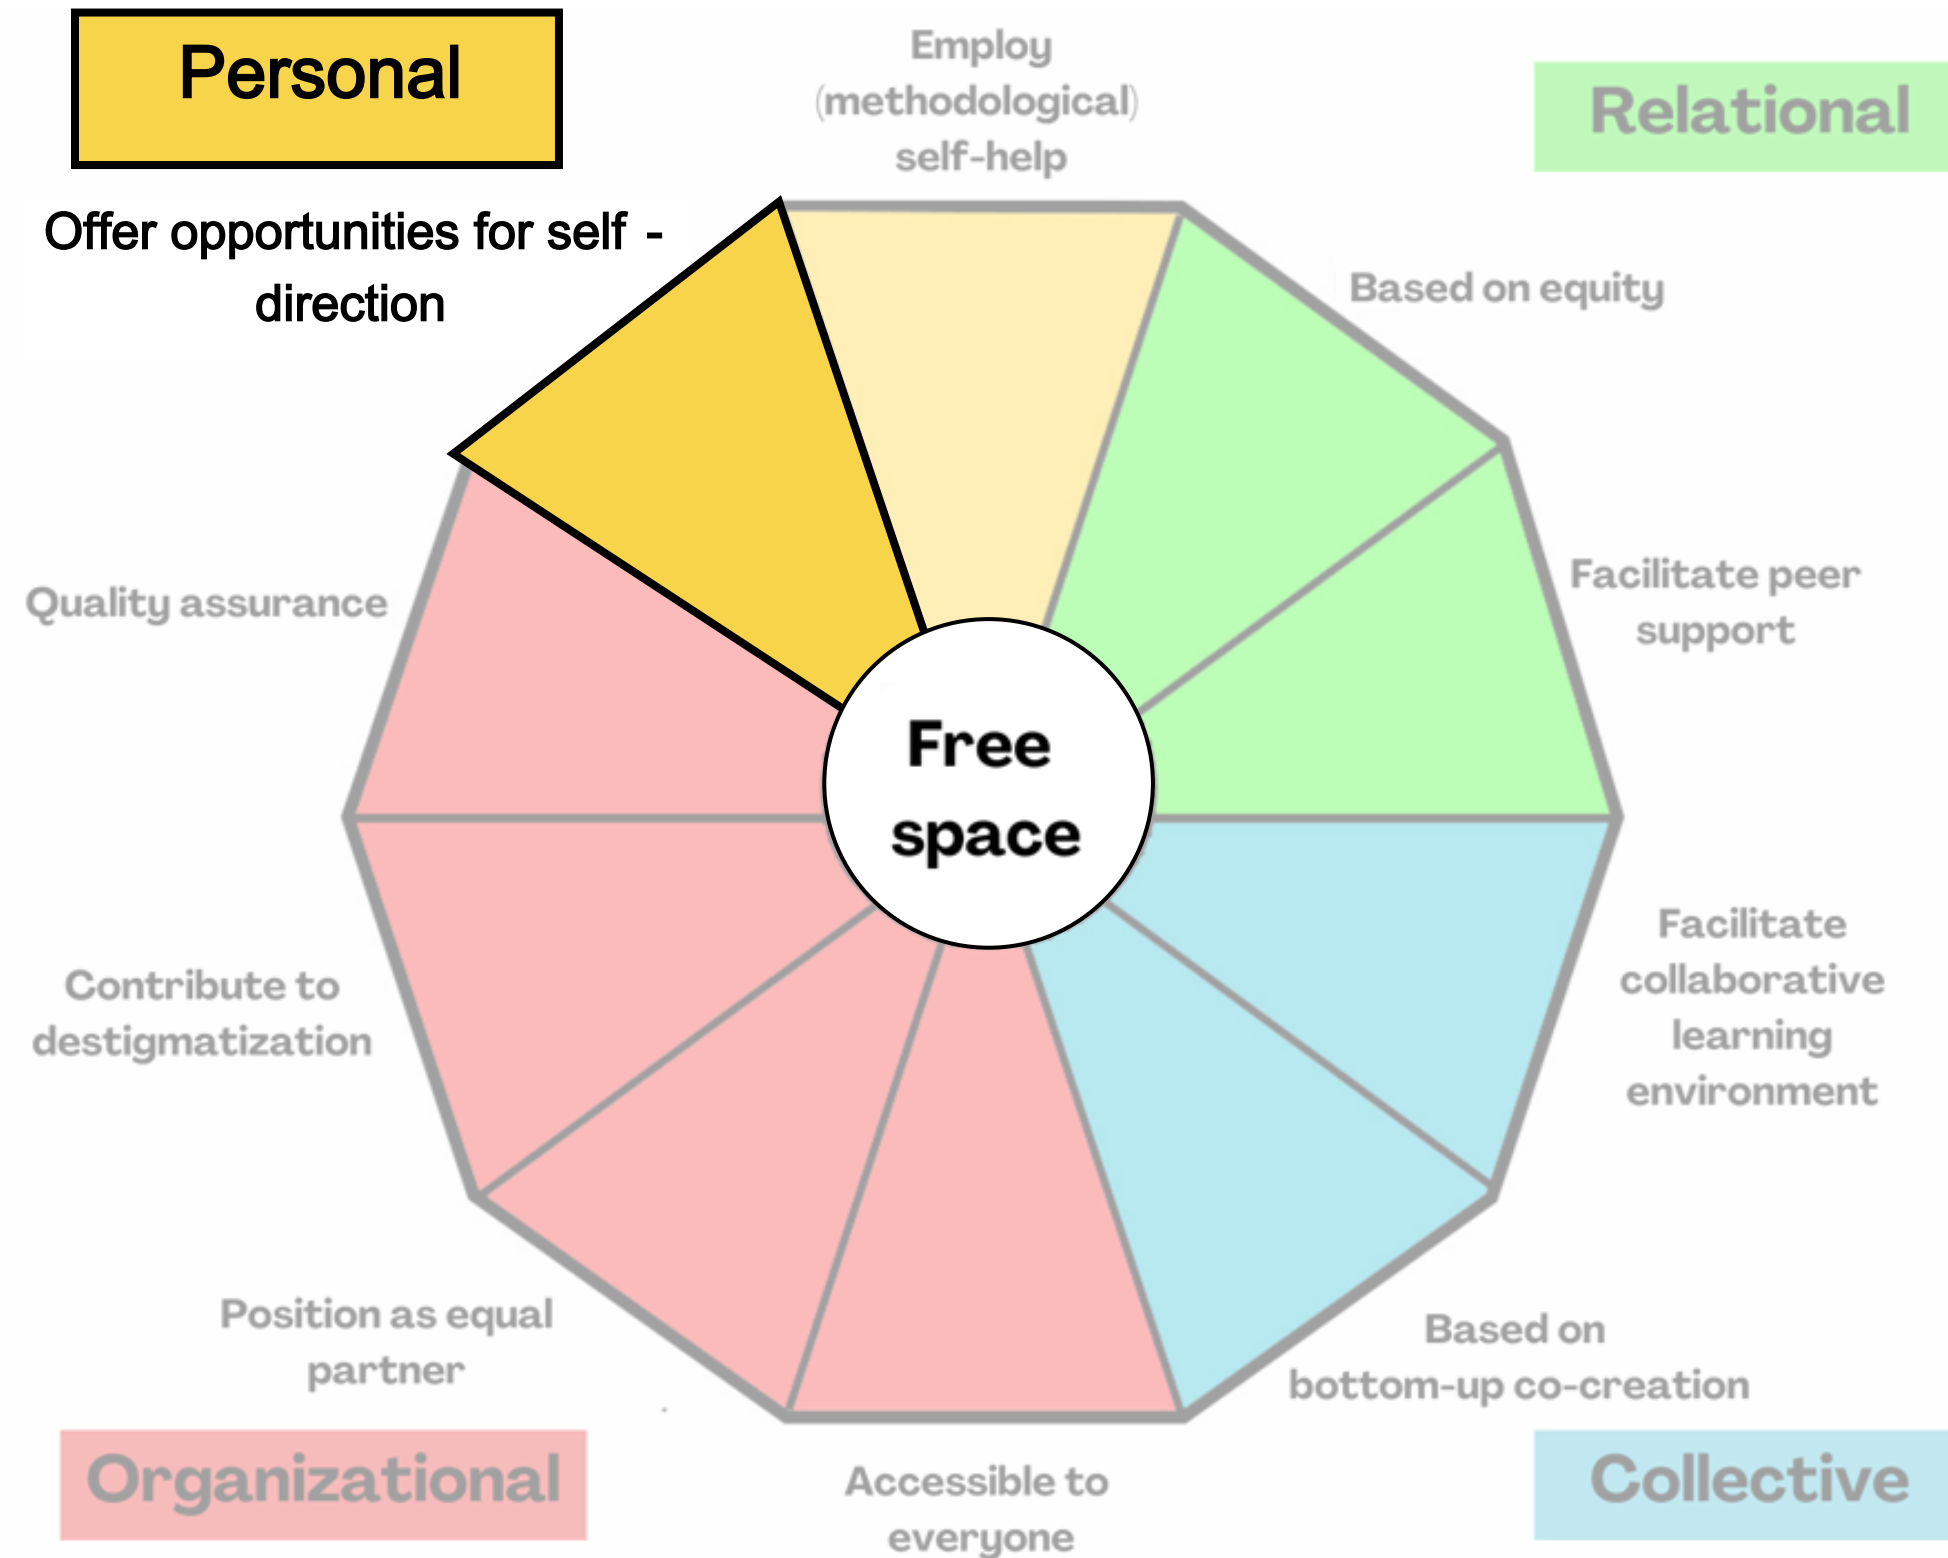 Personal
Employ
(methodological)
self-help
Relational
Offer opportunities for self -
direction
Based on equity
Quality assurance
Facilitate peer
support
Free
space
Contribute to
destigmatization
Facilitate
collaborative
learning
environment
Position as equal
partner
Based on
bottom-up co-creation
Organizational
Accessible to
everyone
Collective